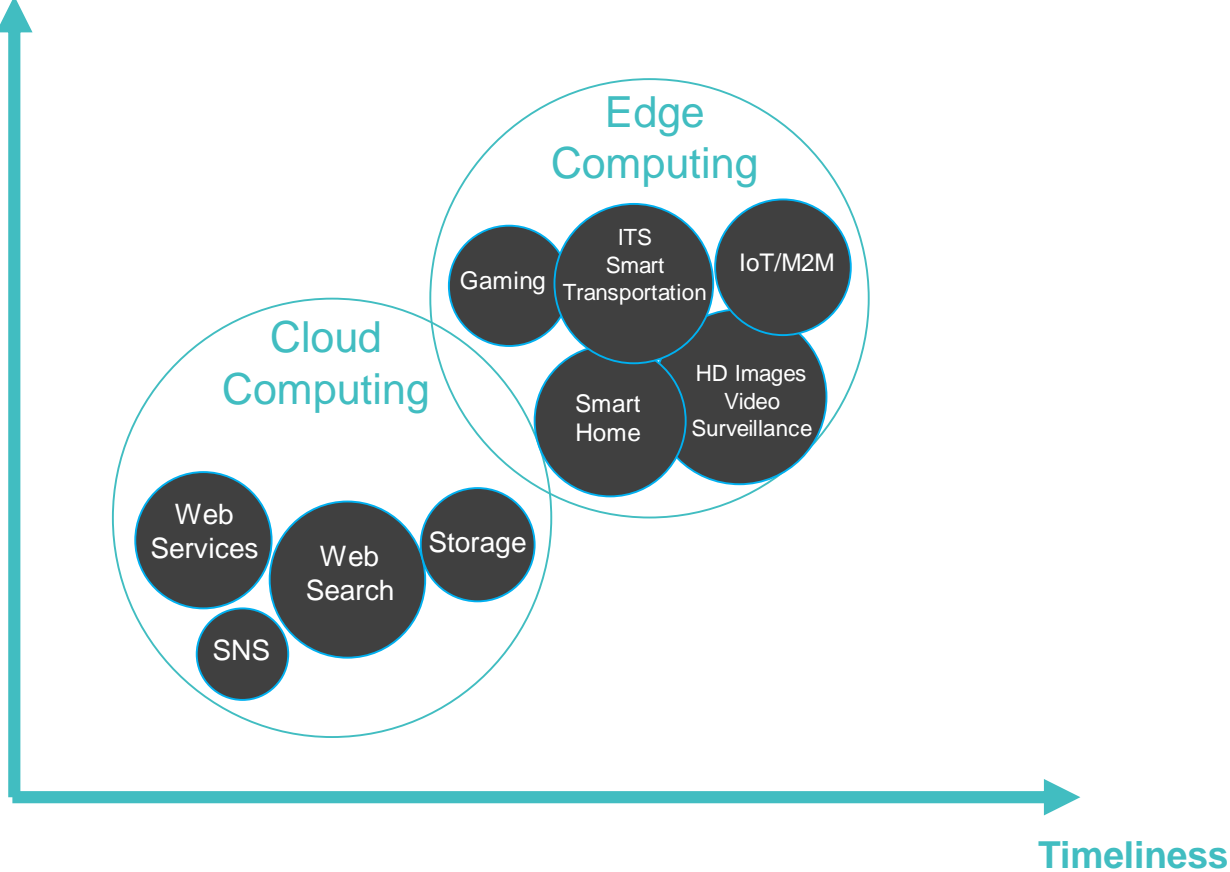 Edge
Computing
ITS
Smart
Transportation
IoT/M2M
Gaming
Cloud
Computing
HD Images
Video
Surveillance
Smart
Home
Web
Services
Web
Search
Storage
SNS
Timeliness